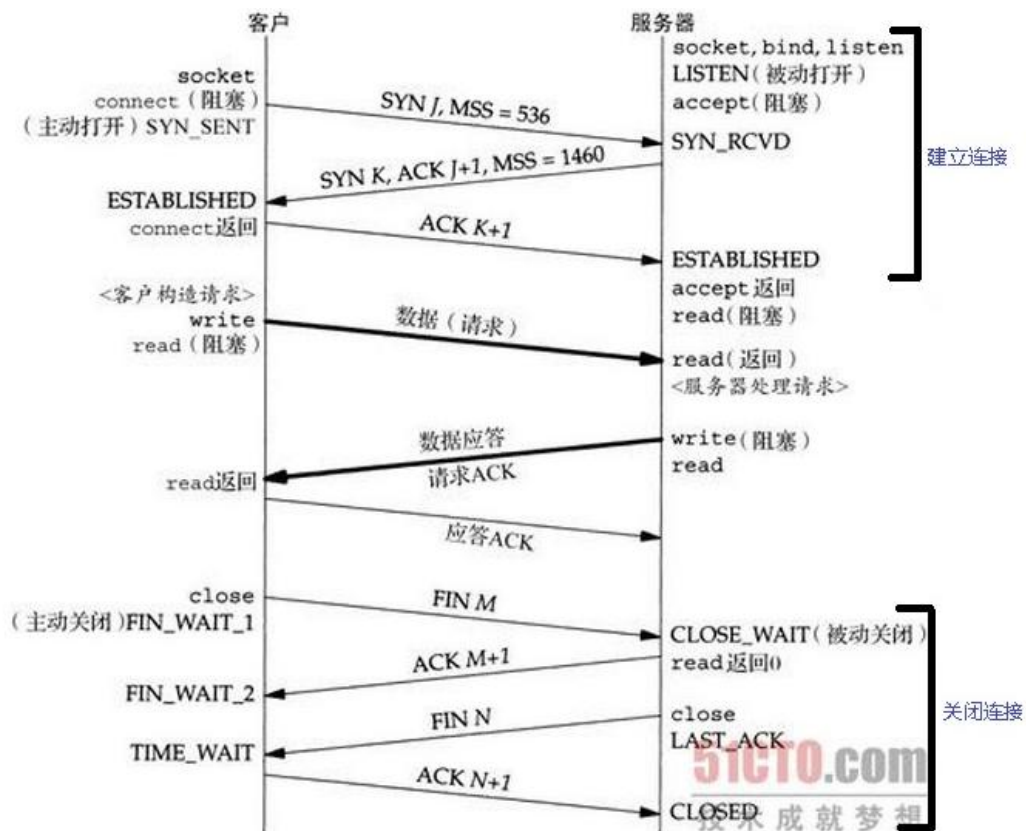 客户
服务器
socket, bind, listen
LISTEN(被动打开)
socket
connect (阻塞)
accept(阻塞)
(主动打开) SYN_SENT
SYN J, MSS = 536
SYN_RCVD
建立连接
SYN K, ACK J+1, MSS = 1460
ESTABLISHED
connect返回
ACK K+1
ESTABLISHED
accept返回
<客户构造请求>
write
read (阻塞)
数据 (请求)
read(阻塞)
read(返回)
<服务器处理请求>
数据应答
write(阻塞)
请求ACK
read
read返回
应答ACK
close
(主动关闭)FIN_WAIT_1
FIN M
CLOSE_WAIT(被动关闭)
ACK M+1
read返回0
FIN_WAIT_2
FIN N
close
LAST_ACK
关闭连接
TIME_WAIT
51CTO.com
ACK N+1
CLOSED
技术成就梦想